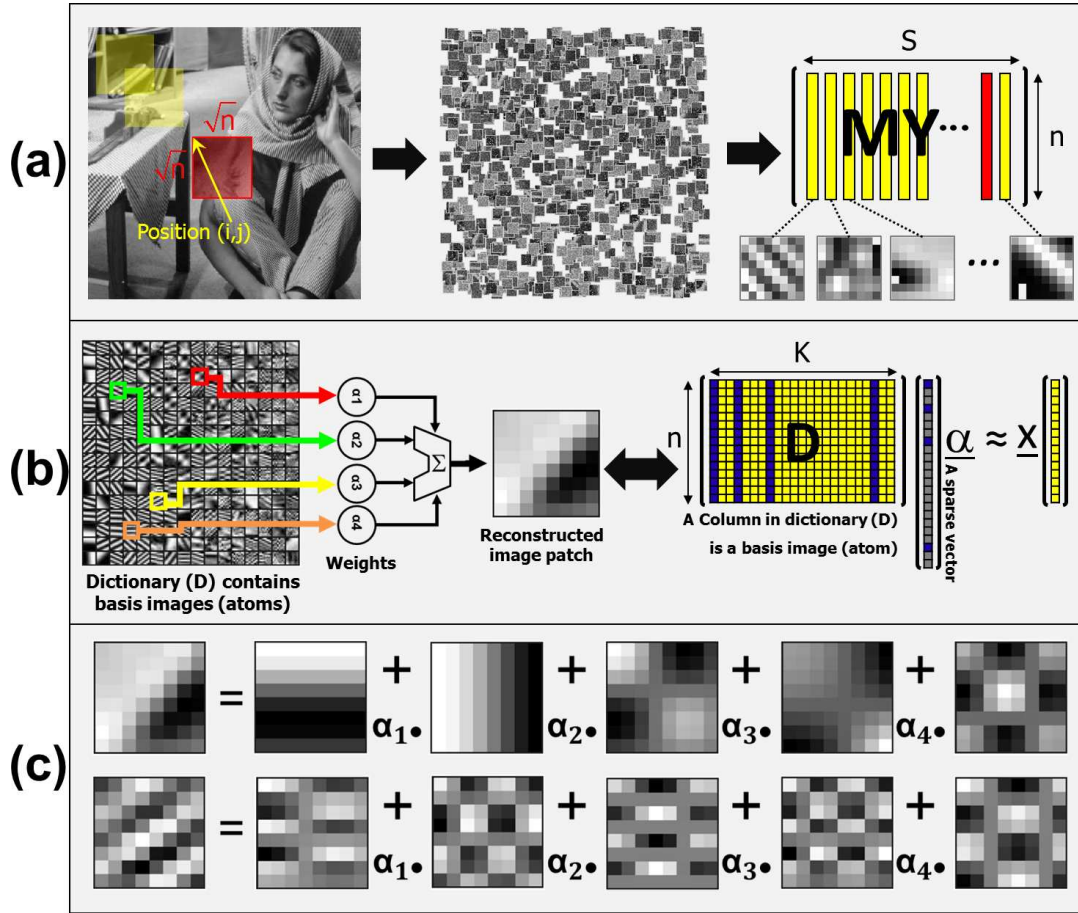 (a)
√n
√n
Position (i,j)
S
MY...
n
...
(b)
α1
α2
α3
α4
Σ
Weights
Dictionary (D) contains
basis images (atoms)
Reconstructed
image patch
K
n
D
A Column in dictionary (D)
is a basis image (atom)
α ≈ x
A sparse vector
(c)
= + + + +
α₁• α₂• α₃• α₄•
= + + + +
α₁• α₂• α₃• α₄•